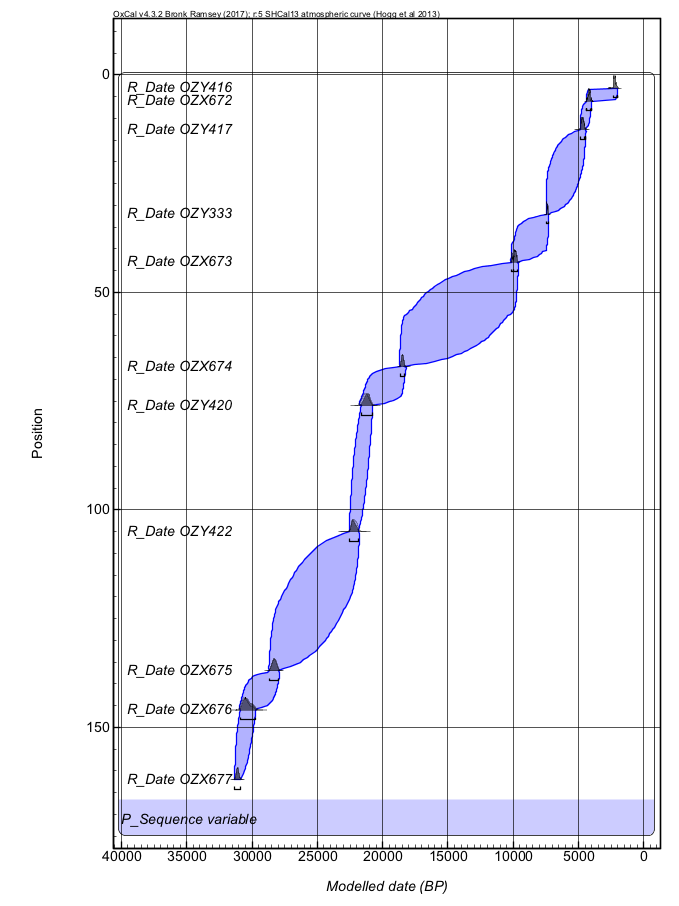 OxCal v4.3.2 Bronk Ramsey (2017); r:5 SHCal13 atmospheric curve (Hogg et al 2013)
0
R_Date OZY416
R_Date OZX672
R_Date OZY417
R_Date OZY333
R_Date OZX673
50
R_Date OZX674
R_Date OZY420
Position
100
R_Date OZY422
R_Date OZX675
R_Date OZX676
150
R_Date OZX677
P_Sequence variable
40000 35000 30000 25000 20000 15000 10000 5000 0
Modelled date (BP)